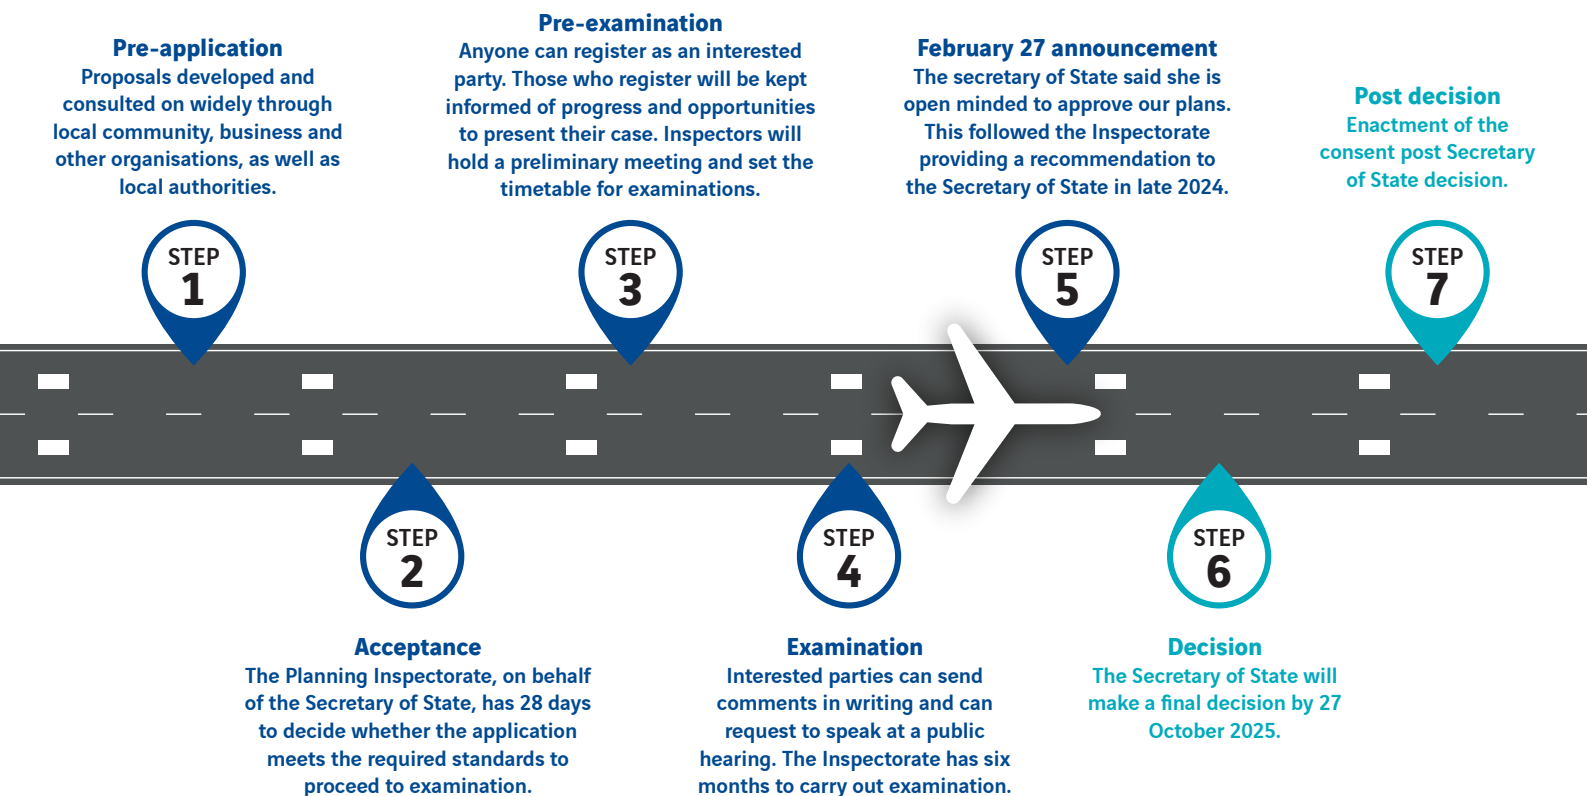 Pre-application
Proposals developed and
consulted on widely through
local community, business and
other organisations, as well as
local authorities.
STEP
1
Acceptance
The Planning Inspectorate, on behalf
of the Secretary of State, has 28 days
to decide whether the application
meets the required standards to
proceed to examination.
STEP
2
Pre-examination
Anyone can register as an interested
party. Those who register will be kept
informed of progress and opportunities
to present their case. Inspectors will
hold a preliminary meeting and set the
timetable for examinations.
STEP
3
Examination
Interested parties can send
comments in writing and can
request to speak at a public
hearing. The Inspectorate has six
months to carry out examination.
STEP
4
February 27 announcement
The secretary of State said she is
open minded to approve our plans.
This followed the Inspectorate
providing a recommendation to
the Secretary of State in late 2024.
STEP
5
Decision
The Secretary of State will
make a final decision by 27
October 2025.
STEP
6
Post decision
Enactment of the
consent post Secretary
of State decision.
STEP
7